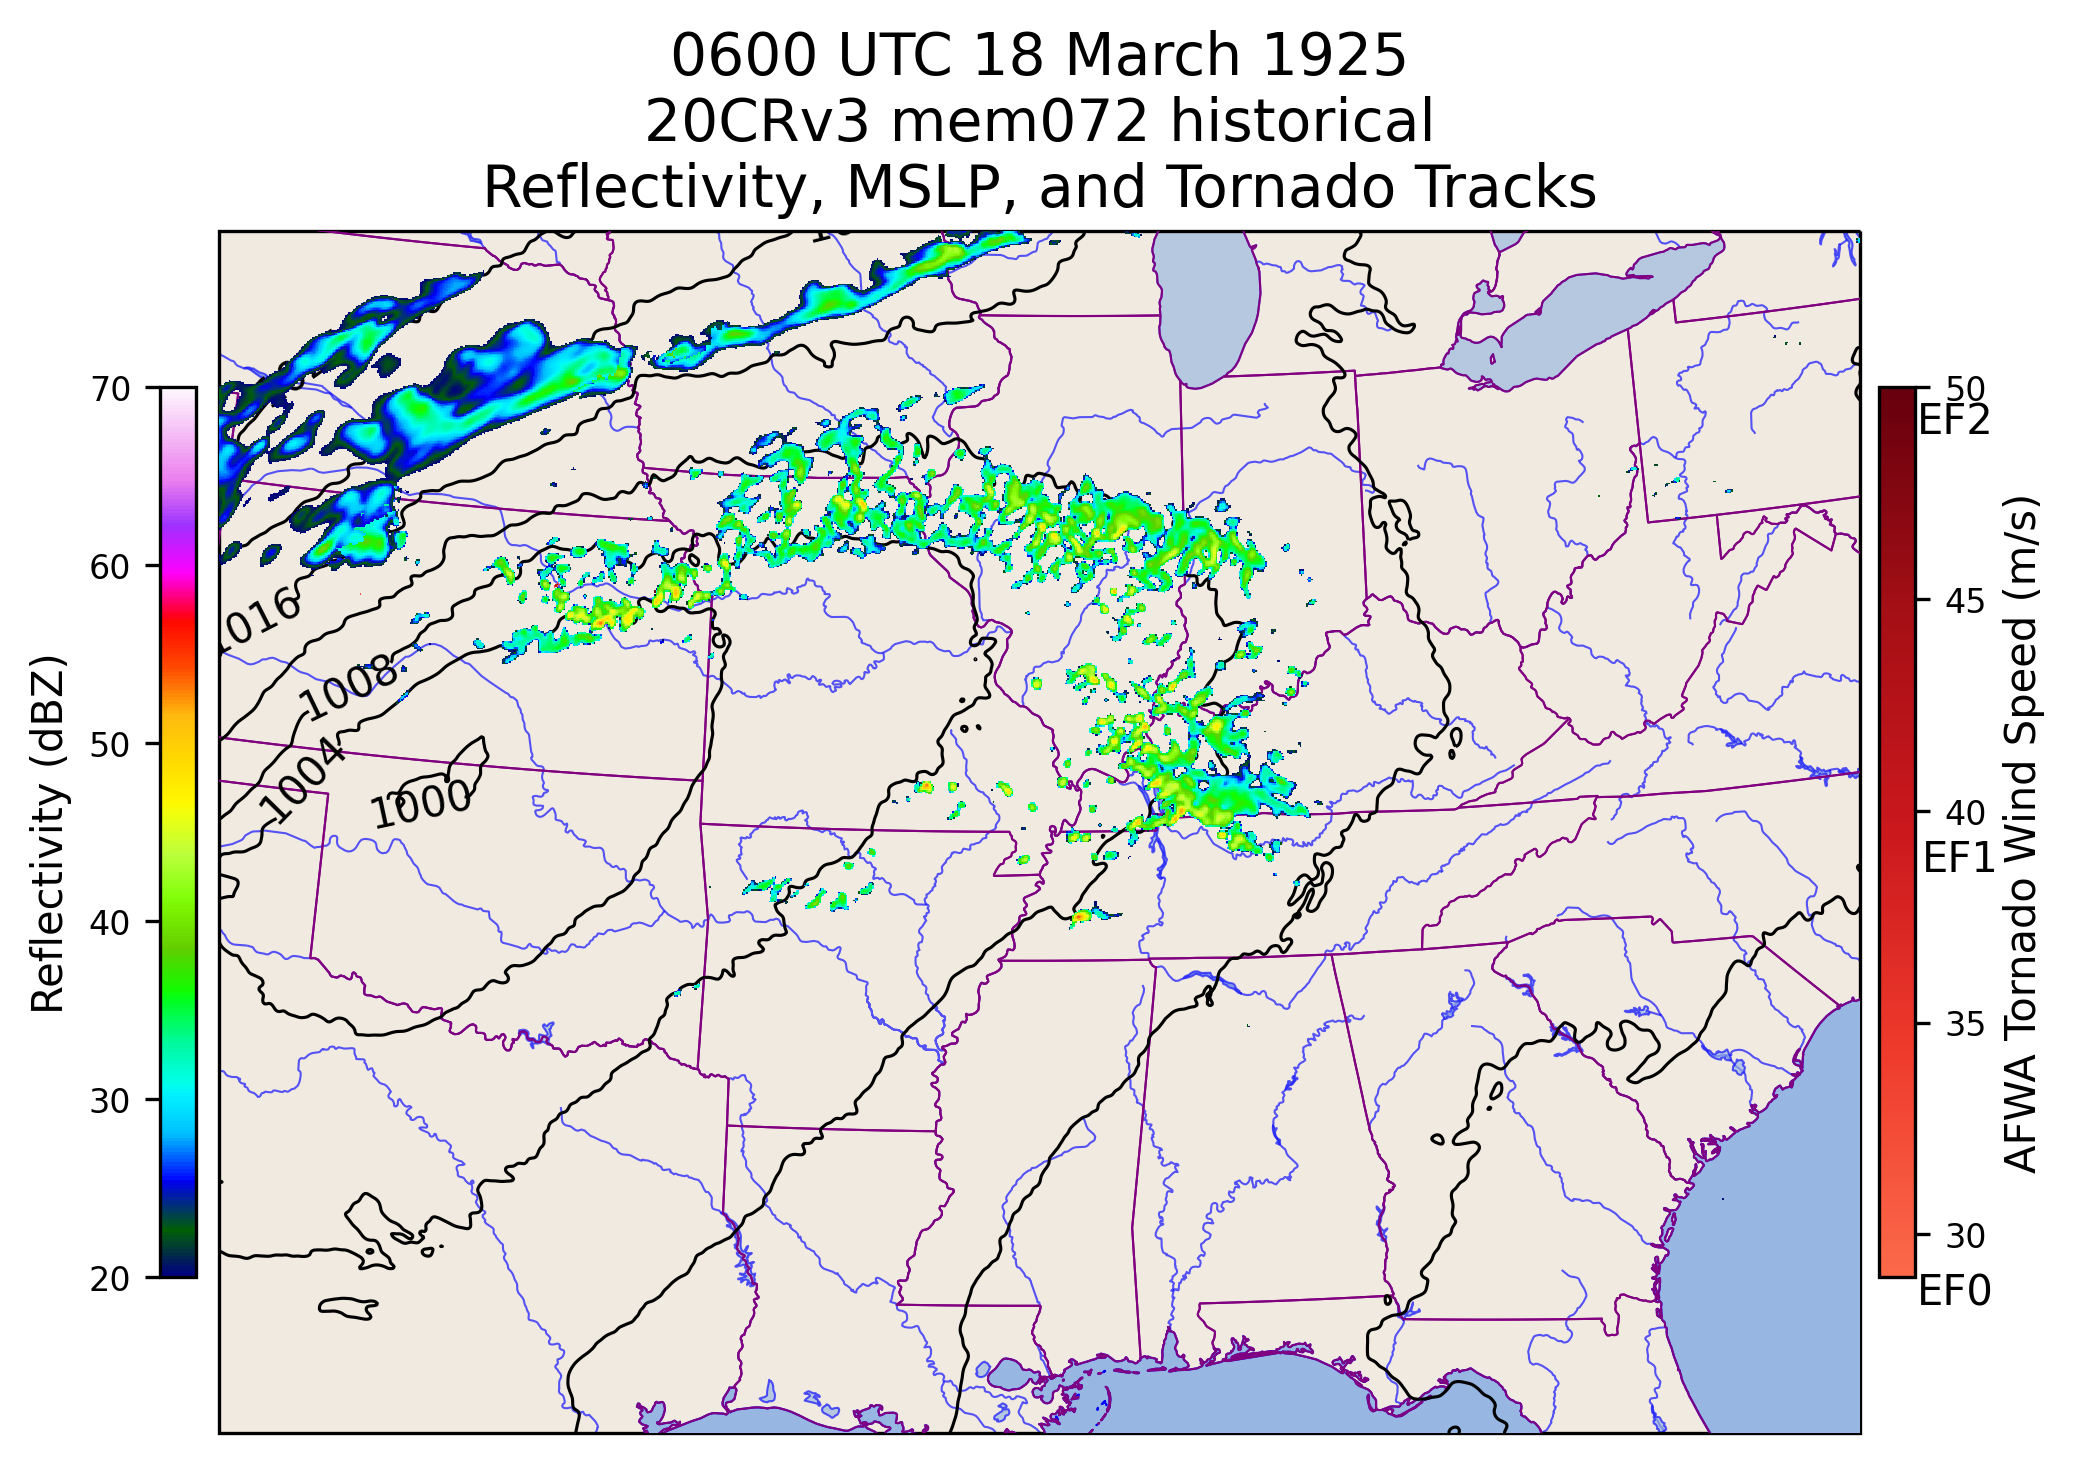 0600 UTC 18 March 1925
20CRv3 mem072 historical
Reflectivity, MSLP, and Tornado Tracks
Reflectivity (dBZ)
70
60
50
40
30
20
1016
1008
1004
1000
50
EF2
45
40
EF1
35
30
EF0
AFWA Tornado Wind Speed (m/s)